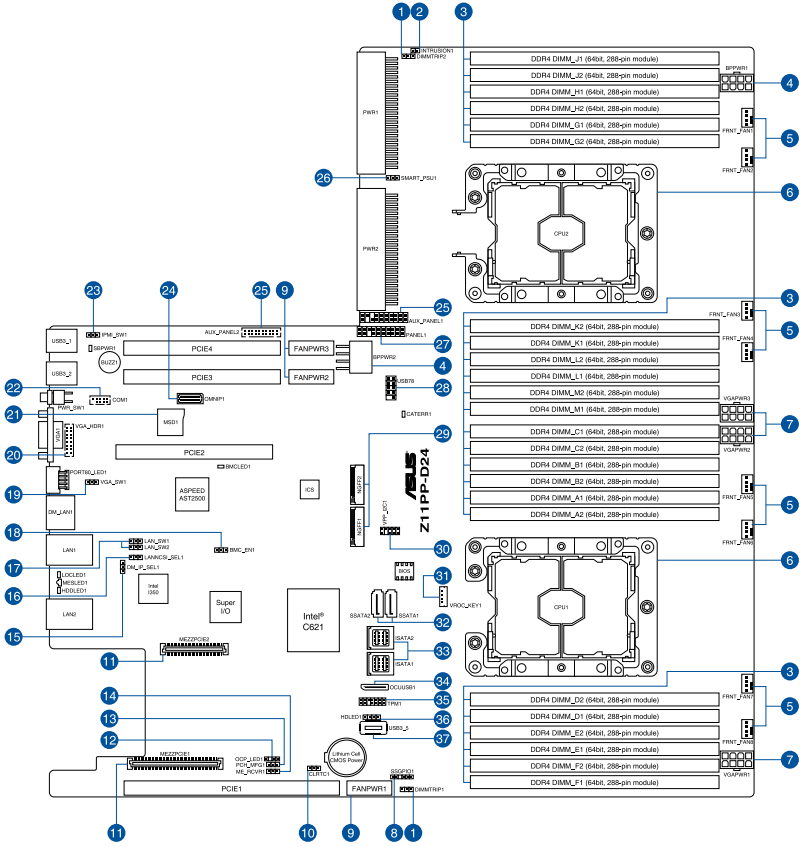 1 2 3
INTRUSION1
DIMMTRIP2
DDR4 DIMM_J1 (64bit, 288-pin module)
DDR4 DIMM_J2 (64bit, 288-pin module)
DDR4 DIMM_H1 (64bit, 288-pin module)
DDR4 DIMM_H2 (64bit, 288-pin module)
DDR4 DIMM_G1 (64bit, 288-pin module)
DDR4 DIMM_G2 (64bit, 288-pin module)
BPPWR1
4
PWR1
FRNT_FAN1
5
FRNT_FAN2
26
SMART_PSU1
6
CPU2
PWR2
23 24 25 9
25
3
AUX_PANEL1
AUX_PANEL2
PANEL1
27
FRNT_FAN3
5
FRNT_FAN4
USB3_1
IPMI_SW1
SBPWR1
BUZZ1
PCIE4
FANPWR3
BPPWR2
4
USB3_2
PCIE3
FANPWR2
USB78
28
DDR4 DIMM_K2 (64bit, 288-pin module)
DDR4 DIMM_K1 (64bit, 288-pin module)
DDR4 DIMM_L2 (64bit, 288-pin module)
DDR4 DIMM_L1 (64bit, 288-pin module)
DDR4 DIMM_M2 (64bit, 288-pin module)
DDR4 DIMM_M1 (64bit, 288-pin module)
DDR4 DIMM_C1 (64bit, 288-pin module)
DDR4 DIMM_C2 (64bit, 288-pin module)
DDR4 DIMM_B1 (64bit, 288-pin module)
DDR4 DIMM_B2 (64bit, 288-pin module)
DDR4 DIMM_A1 (64bit, 288-pin module)
DDR4 DIMM_A2 (64bit, 288-pin module)
VGAPWR3
7
VGAPWR2
FRNT_FAN5
5
FRNT_FAN6
22
COM1
PWR_SW1
OMNIP1
CATERR1
21
MSD1
VGA1
VGA_HDR1
20
PCIE2
29
PORT80_LED1
BMCLED1
19
VGA_SW1
ASPEED
AST2500
ICS
NGFF2
NGFF1
ASUS
Z11PP-D24
VPP_I2C1
DM_LAN1
18
30
LAN_SW1
LAN_SW2
17
BMC_EN1
LAN1
LANNCSI_SEL1
16
DM_IP_SEL1
15
BIOS
31
VROC_KEY1
6
CPU1
LOCLED1
MESLED1
HDDLED1
Intel
I350
LAN2
Super
I/O
Intel®
C621
SSATA2
SSATA1
32
ISATA2
33
ISATA1
MEZZPCIE2
11
34
OCUUSB1
35
TPM1
HDLED1
36
USB3_5
37
3
FRNT_FAN7
5
FRNT_FAN8
DDR4 DIMM_D2 (64bit, 288-pin module)
DDR4 DIMM_D1 (64bit, 288-pin module)
DDR4 DIMM_E2 (64bit, 288-pin module)
DDR4 DIMM_E1 (64bit, 288-pin module)
DDR4 DIMM_F2 (64bit, 288-pin module)
DDR4 DIMM_F1 (64bit, 288-pin module)
7
VGAPWR1
14
13
12
MEZZPCIE1
OCP_LED1
PCH_MFG1
ME_RCVR1
Lithium Cell
CMOS Power
CLRTC1
SSGPIO1
PCIE1
FANPWR1
DIMMTRIP1
11 10 9 8 1